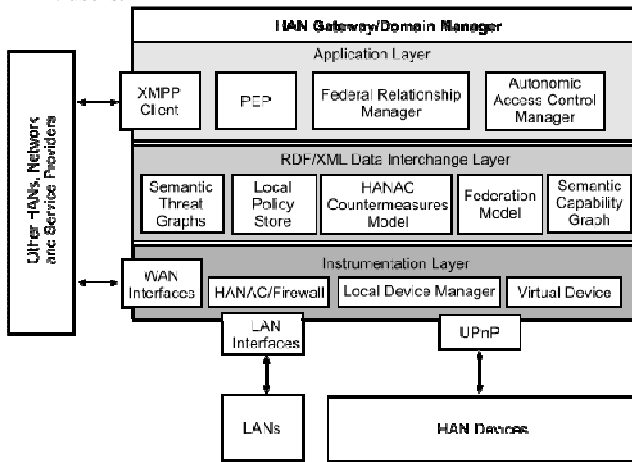 HAN Gateway/Domain Manager
Application Layer
XMPP
Client
PEP
Federal Relationship
Manager
Autonomic
Access Control
Manager
Other HANs, Network
and Service Providers
RDF/XML Data Interchange Layer
Semantic
Threat
Graphs
Local
Policy
Store
HANAC
Countermeasures
Model
Federation
Model
Semantic
Capability
Graph
Instrumentation Layer
WAN
Interfaces
HANAC/Firewall
Local Device Manager
Virtual Device
LAN
Interfaces
UPnP
LANs
HAN Devices